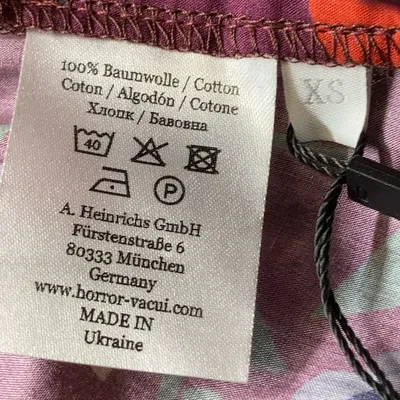 100% Baumwolle / Cotton
Coton / Algodón / Cotone
Хлопк / Бавовна
40
P
A. Heinrichs GmbH
Fürstenstraße 6
80333 München
Germany
www.horror-vacui.com
MADE IN
Ukraine
XS